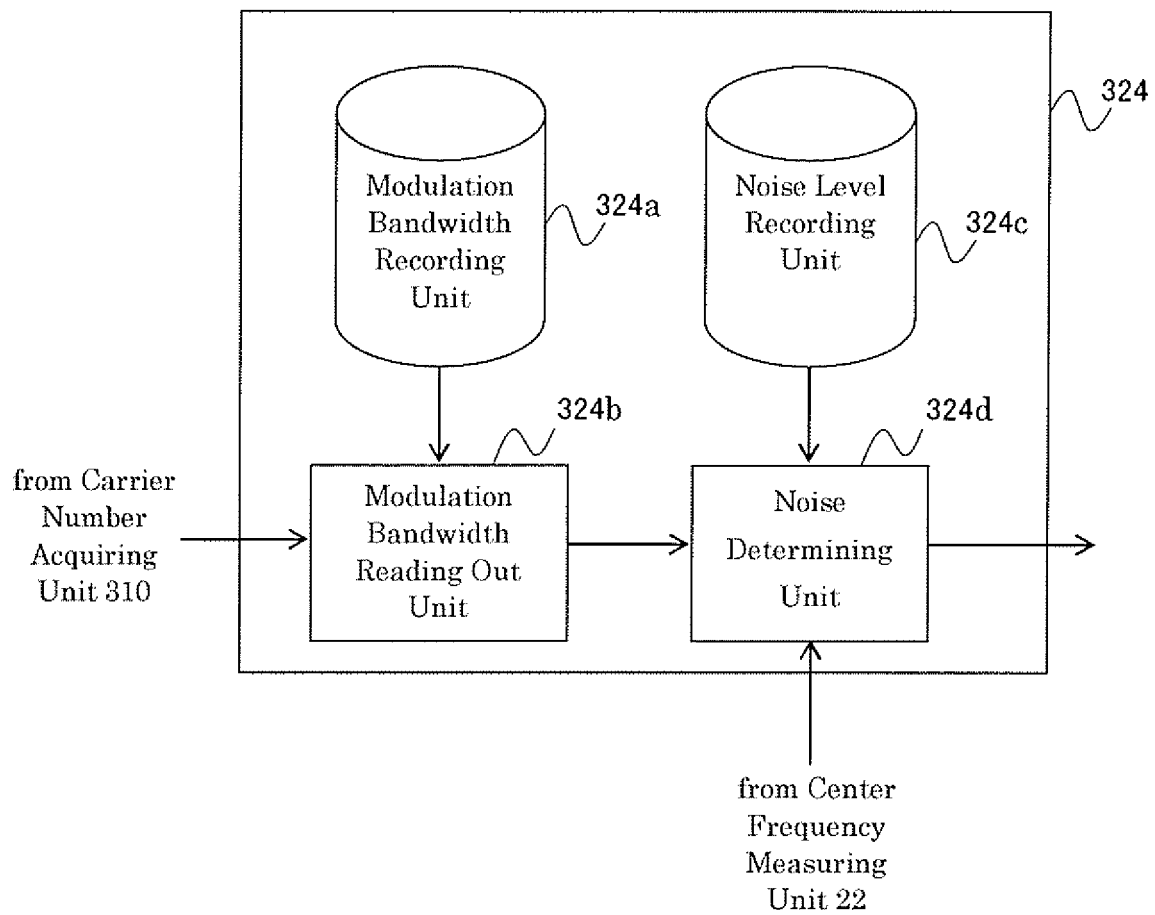 324
Modulation
Bandwidth
Recording
Unit
324a
Noise Level
Recording
Unit
324c
324b
324d
from Carrier
Number
Acquiring
Unit 310
Modulation
Bandwidth
Reading Out
Unit
Noise
Determining
Unit
from Center
Frequency
Measuring
Unit 22